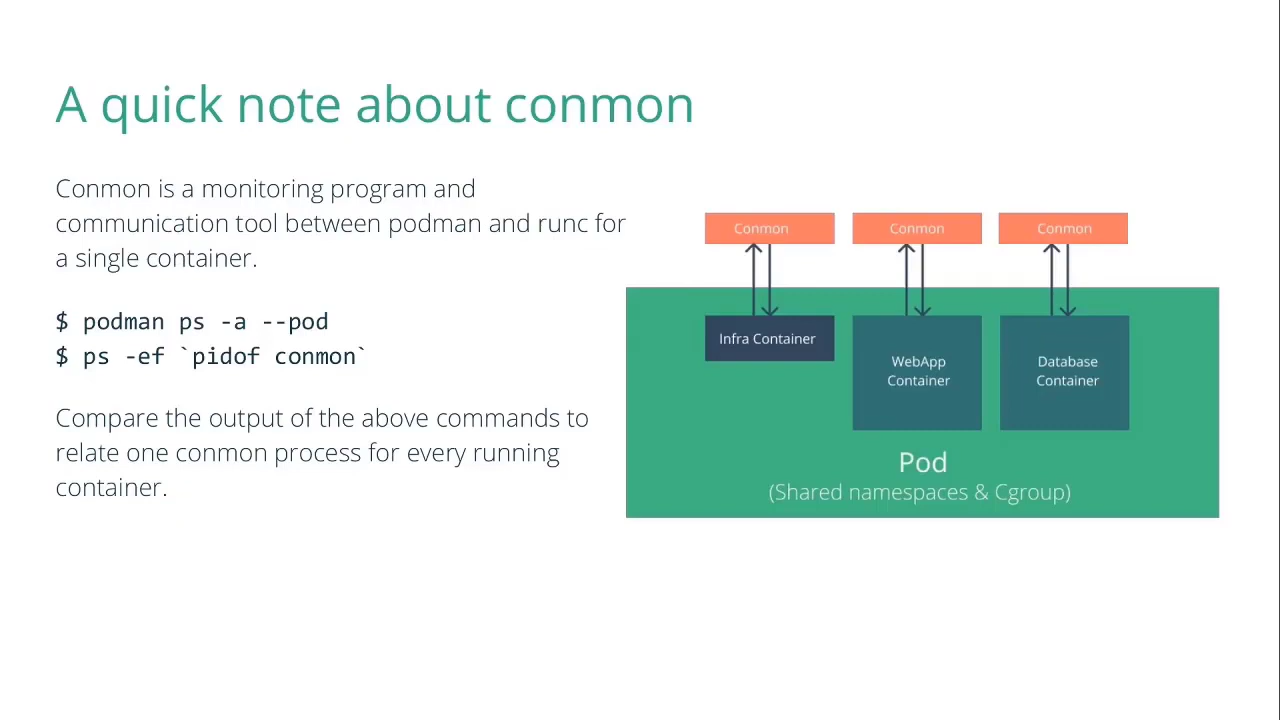 A quick note about conmon
Conmon is a monitoring program and
communication tool between podman and runc for
a single container.
$ podman ps -a --pod
$ ps -ef `pidof conmon`
Compare the output of the above commands to
relate one conmon process for every running
container.
Conmon
Conmon
Conmon
Infra Container
WebApp
Container
Database
Container
Pod
(Shared namespaces & Cgroup)